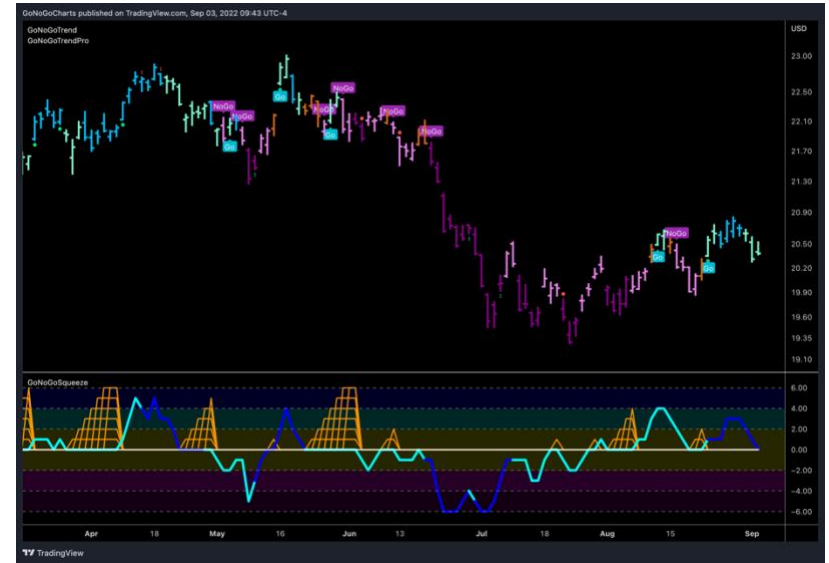 GoNoGoCharts published on TradingView.com, Sep 03, 2022 09:43 UTC-4
GoNoGoTrend
GoNoGoTrendPro
USD
23.00
22.50
22.10
21.70
21.30
20.90
20.50
20.20
19.90
19.60
19.35
19.10
NoGo
NoGo
Go
Go
NoGo
NoGo
Go
NoGo
NoGo
Go
NoGo
Go
GoNoGoSqueeze
6.00
4.00
2.00
0.00
−2.00
−4.00
−6.00
Apr 18 May 16 Jun 13 Jul 18 Aug 15 Sep
TradingView